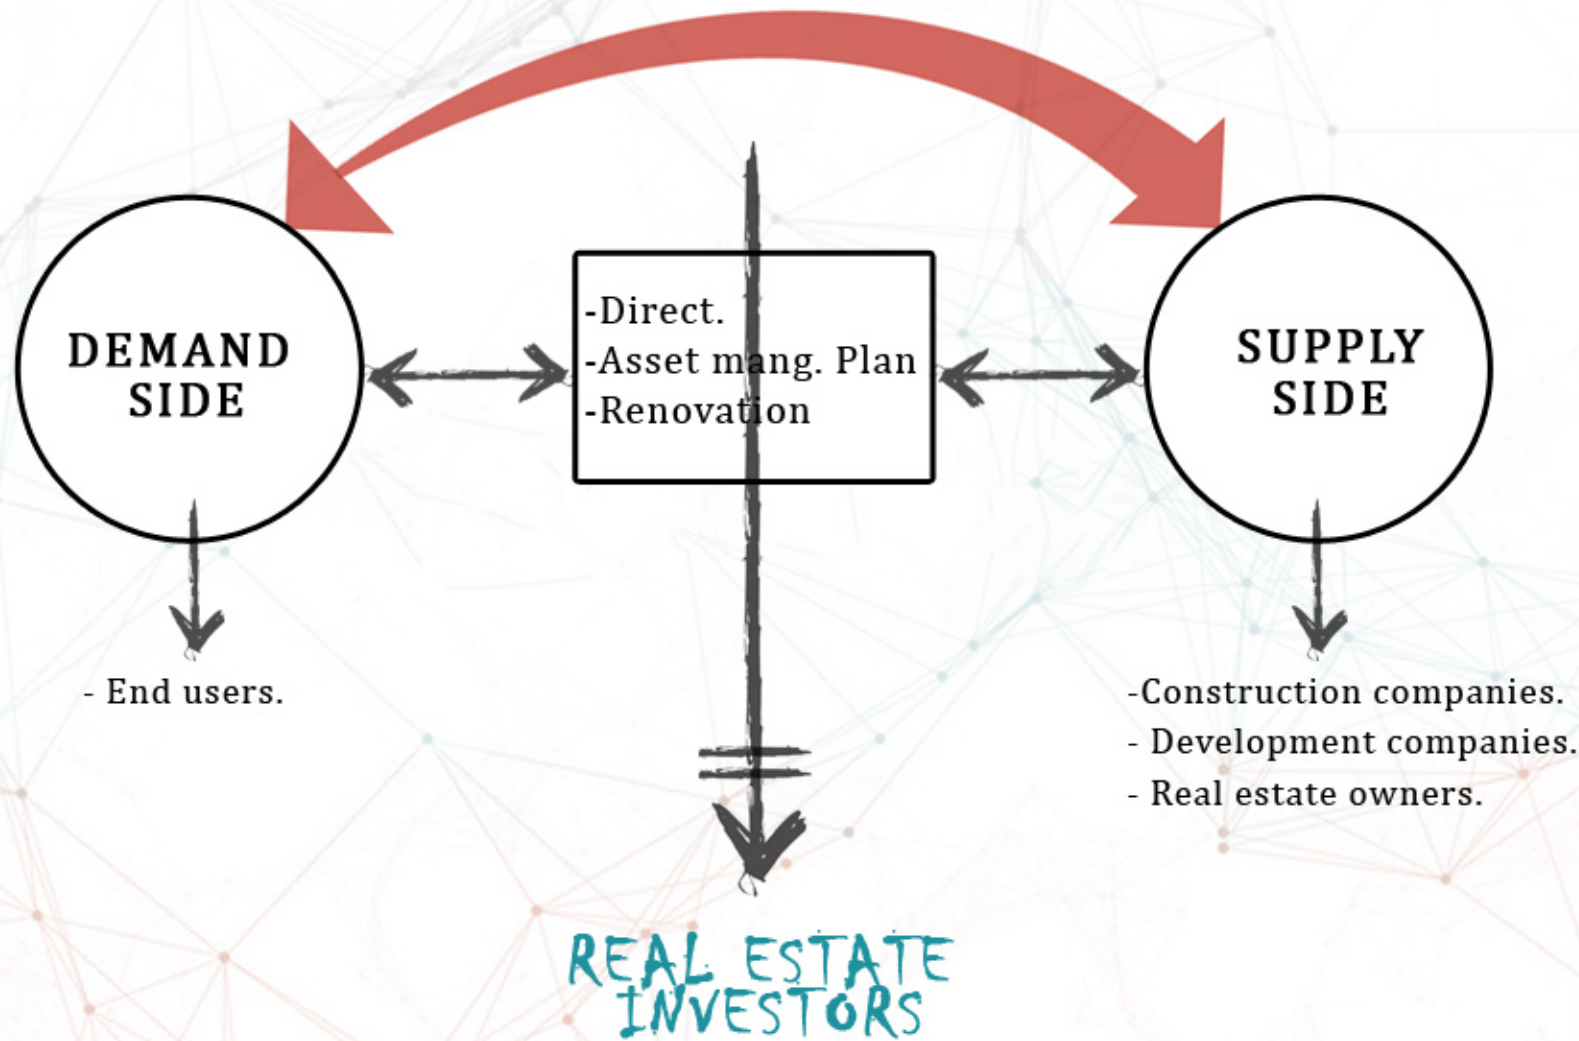 DEMAND
SIDE
-Direct.
-Asset mang. Plan
-Renovation
SUPPLY
SIDE
- End users.
-Construction companies.
- Development companies.
- Real estate owners.
REAL ESTATE
INVESTORS